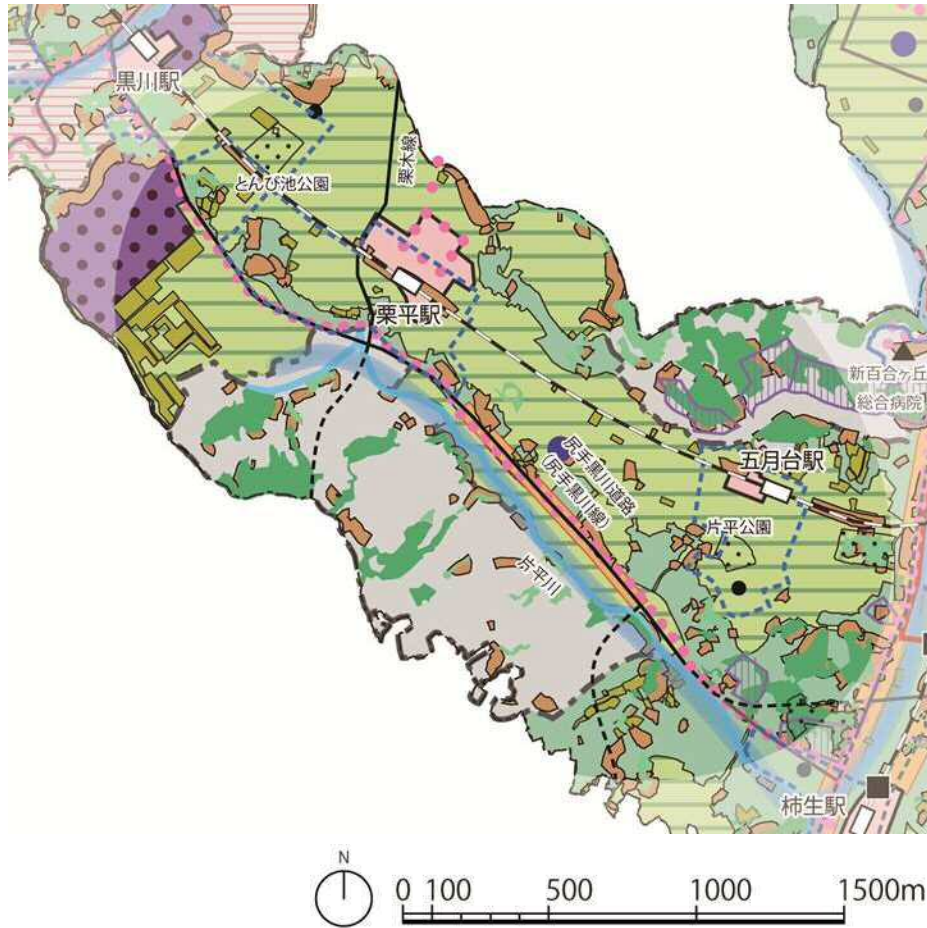 黒川駅
とんび池公園
栗木線
栗平駅
新百合ヶ丘
総合病院
五月台駅
尻手黒川道路
(尻手黒川線)
片平公園
片平川
柿生駅
N
0 100 500 1000 1500m